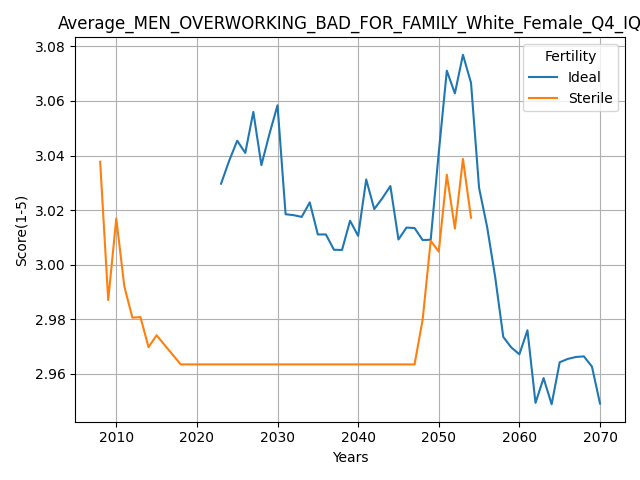 Average_MEN_OVERWORKING_BAD_FOR_FAMILY_White_Female_Q4_IQ
3.08
3.06
3.04
3.02
3.00
2.98
2.96
Score(1-5)
Fertility
Ideal
Sterile
2010
2020
2030
2040
2050
2060
2070
Years